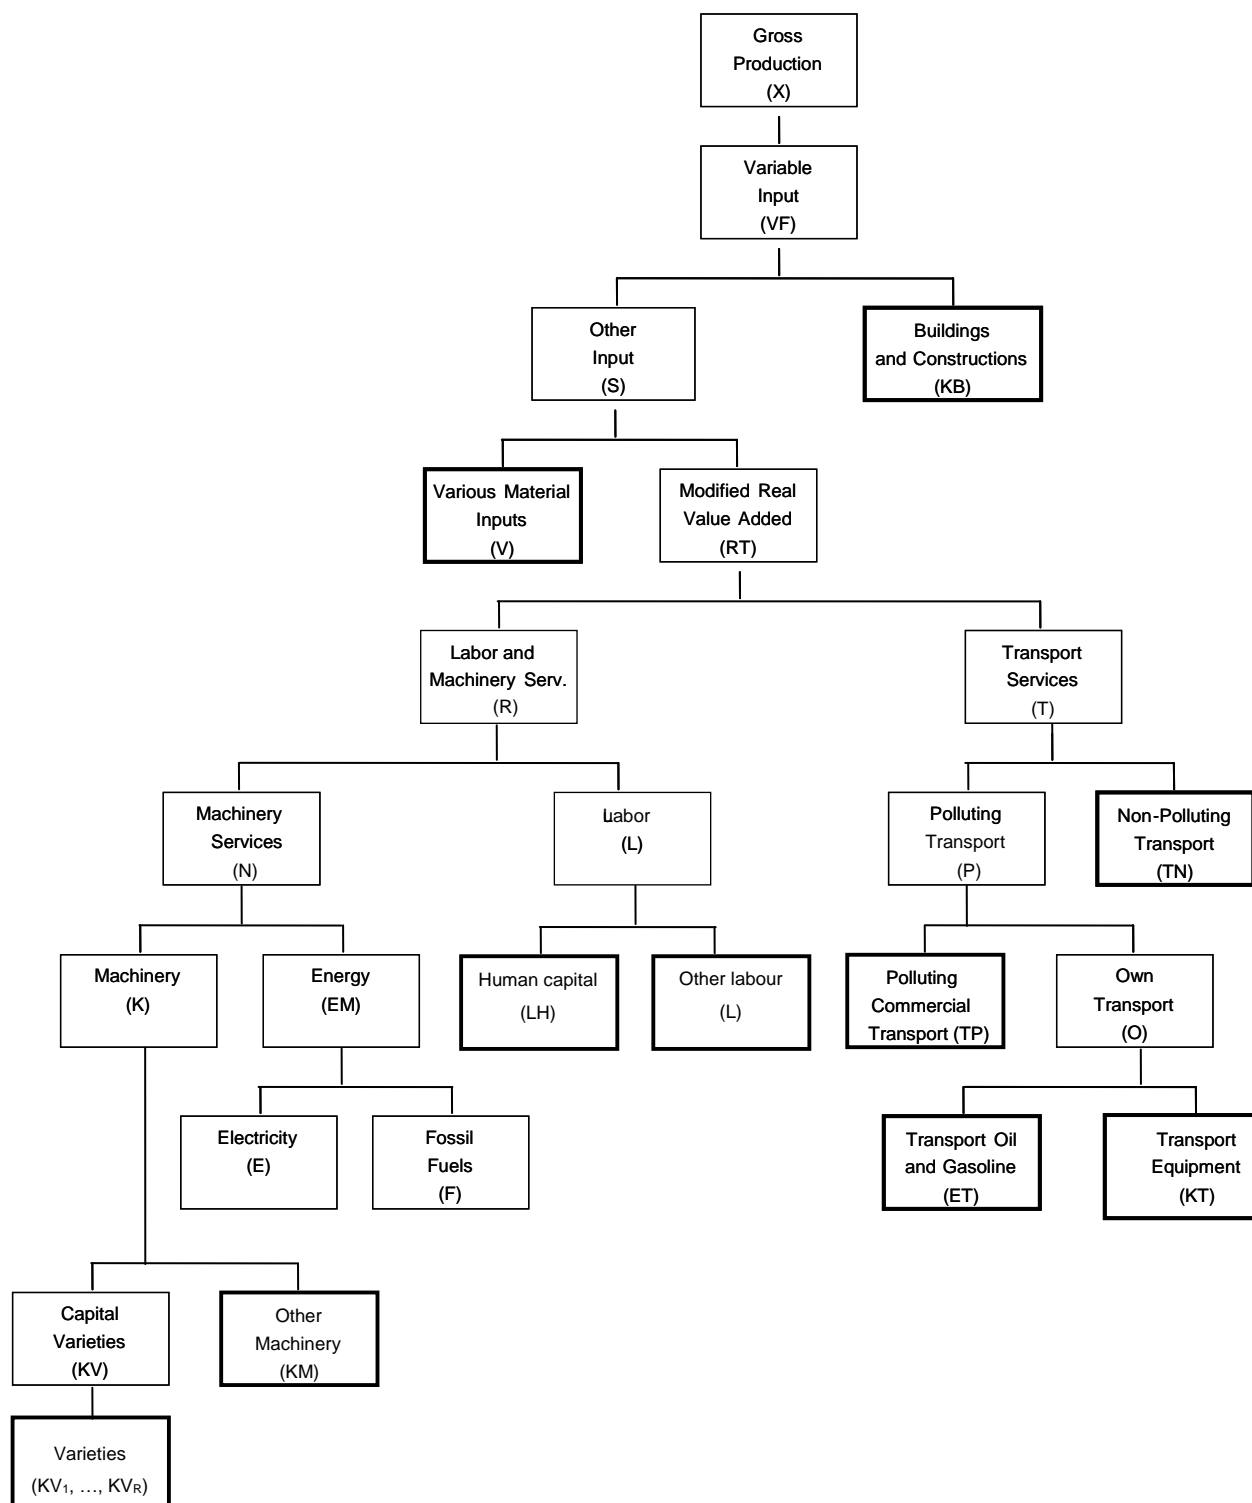 Gross
Production
(X)
Variable
Input
(VF)
Other
Input
(S)
Buildings
and Constructions
(KB)
Various Material
Inputs
(V)
Modified Real
Value Added
(RT)
Labor and
Machinery Serv.
(R)
Transport
Services
(T)
Machinery
Services
(N)
Labor
(L)
Polluting
Transport
(P)
Non-Polluting
Transport
(TN)
Machinery
(K)
Energy
(EM)
Human capital
(LH)
Other labour
(L)
Polluting
Commercial
Transport (TP)
Own
Transport
(O)
Electricity
(E)
Fossil
Fuels
(F)
Transport Oil
and Gasoline
(ET)
Transport
Equipment
(KT)
Capital
Varieties
(KV)
Other
Machinery
(KM)
Varieties
(KV₁, …, KVR)